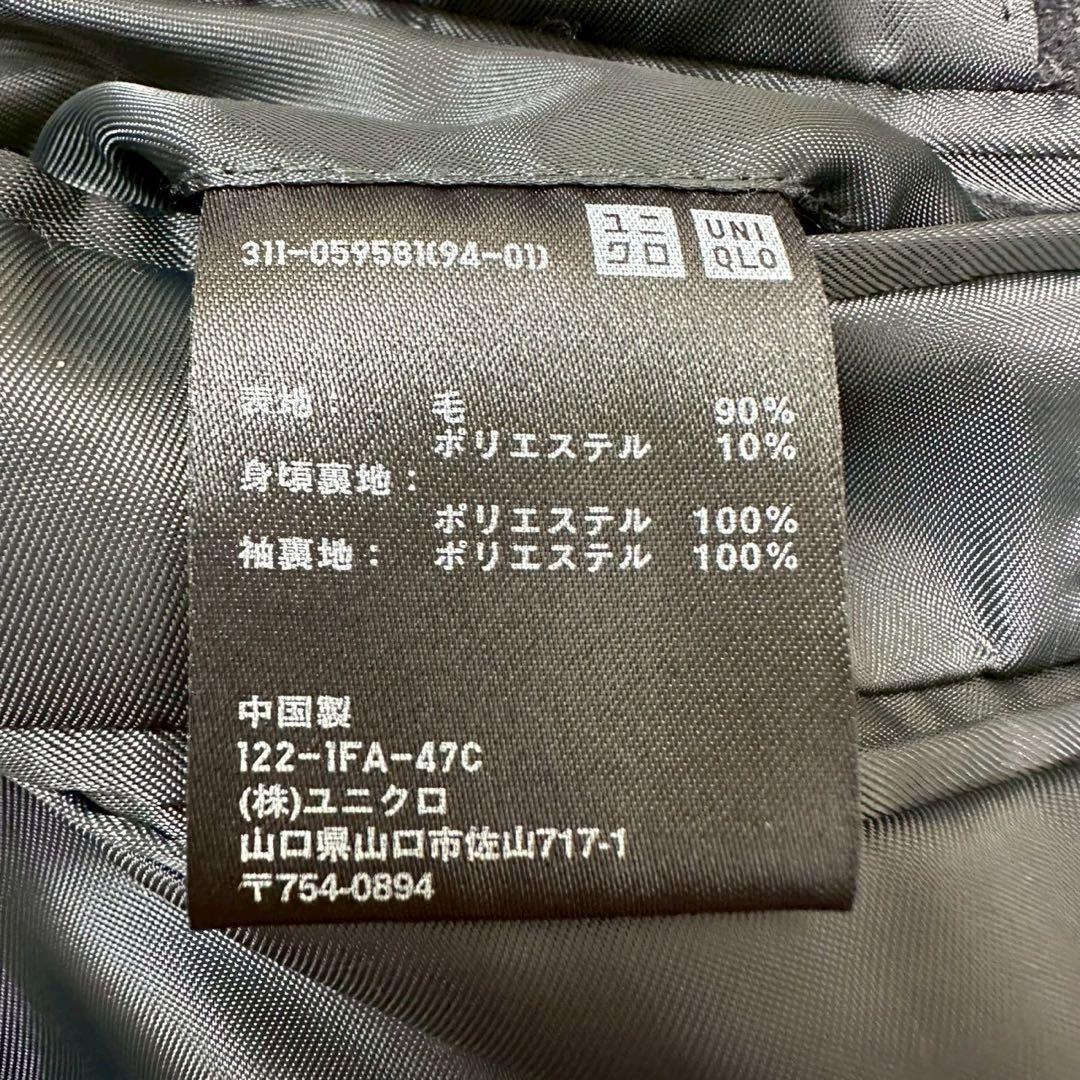 311-059581(94-01)
ユニ
クロ
UNI
QLO
表地： 毛 90%
ポリエステル 10%
身頃裏地：
ポリエステル 100%
袖裏地： ポリエステル 100%
中国製
122-1FA-47C
(株)ユニクロ
山口県山口市佐山717-1
〒754-0894